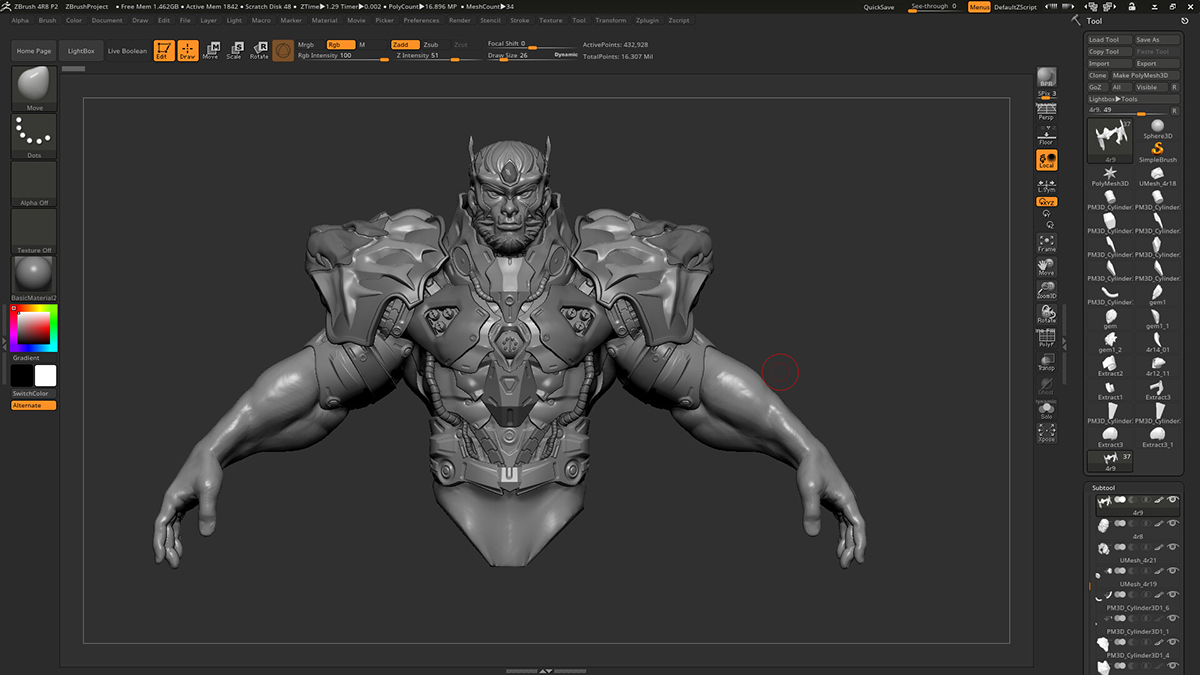 ZBrush 4R8 P2 ZBrushProject • Free Mem 1.462GB • Active Mem 1842 • Scratch Disk 48 • ZTime▶1.29 Timer▶0.002 • PolyCount▶16.896 MP • MeshCount▶34 QuickSave See-through 0 Menus DefaultZScript
Alpha Brush Color Document Draw Edit File Layer Light Macro Marker Material Movie Picker Preferences Render Stencil Stroke Texture Tool Transform Zplugin Zscript
Tool
Home Page LightBox Live Boolean Edit Draw Move Scale Rotate
Mrgb Rgb M Zadd Zsub Zcut Focal Shift 0 ActivePoints: 432,928
Rgb Intensity 100 Z Intensity 51 Draw Size 26 Dynamic TotalPoints: 16.307 Mil
Load Tool Save As
Copy Tool Paste Tool
Import Export
Clone Make PolyMesh3D
GoZ All Visible R
Lightbox▶Tools
4r9. 49 R
Move
Dots
Alpha Off
Texture Off
BasicMaterial2
Gradient
SwitchColor
Alternate
BPR
SPix 3
Dynamic
Persp
Floor
Local
L.Sym
XYZ
Frame
Move
Zoom3D
Rotate
PolyF
Transp
Ghost
Dynamic
Solo
Xpose
U
37
4r9 Sphere3D
SimpleBrush
PolyMesh3D UMesh_4r18
PM3D_Cylinder: PM3D_Cylinder:
PM3D_Cylinder: PM3D_Cylinder:
PM3D_Cylinder: PM3D_Cylinder:
PM3D_Cylinder: PM3D_Cylinder:
PM3D_Cylinder: gem1
gem gem1_1
gem1_2 4r14_01
Extract2 4r12_11
Extract1 Extract3
PM3D_Cylinder: PM3D_Cylinder:
Extract3 Extract3_1
37
4r9
Subtool
4r9
4r8
UMesh_4r21
UMesh_4r19
PM3D_Cylinder3D1_6
PM3D_Cylinder3D1_1
PM3D_Cylinder3D1_4